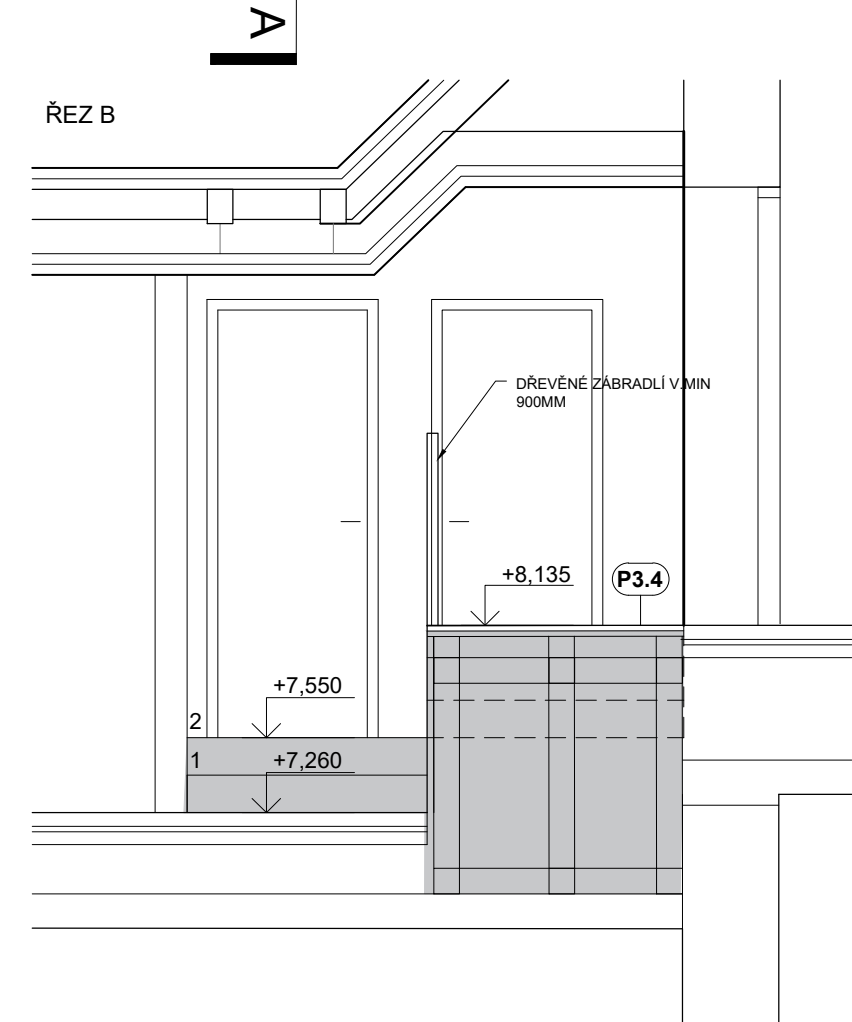 A
ŘEZ B
DŘEVĚNÉ ZÁBRADLÍ V.MIN
900MM
+8,135
P3.4
+7,550
2
1
+7,260